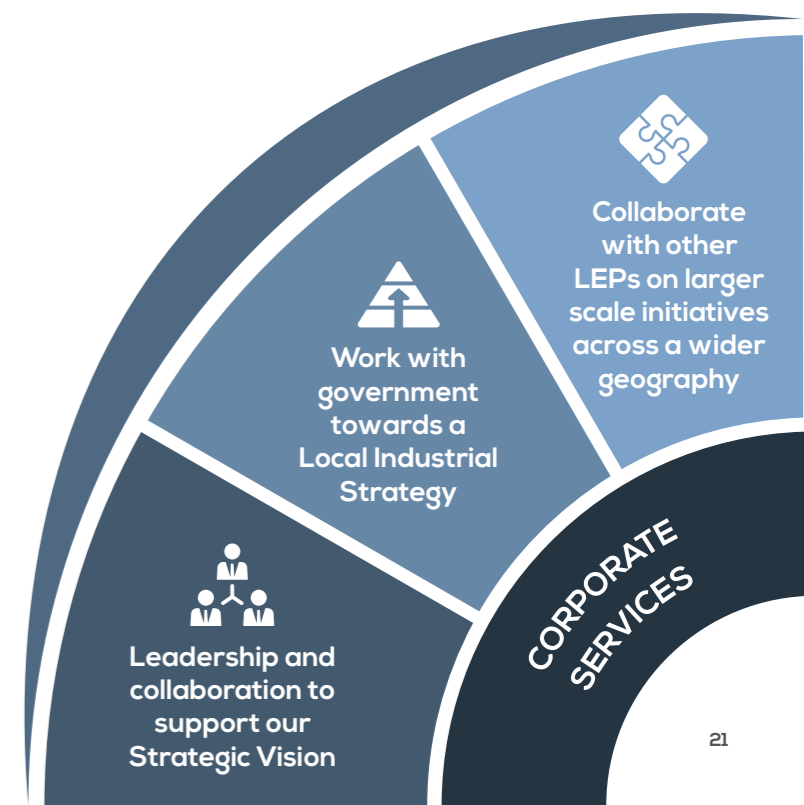 Collaborate
with other
LEPs on larger
scale initiatives
across a wider
geography
Work with
government
towards a
Local Industrial
Strategy
Leadership and
collaboration to
support our
Strategic Vision
CORPORATE
SERVICES
21